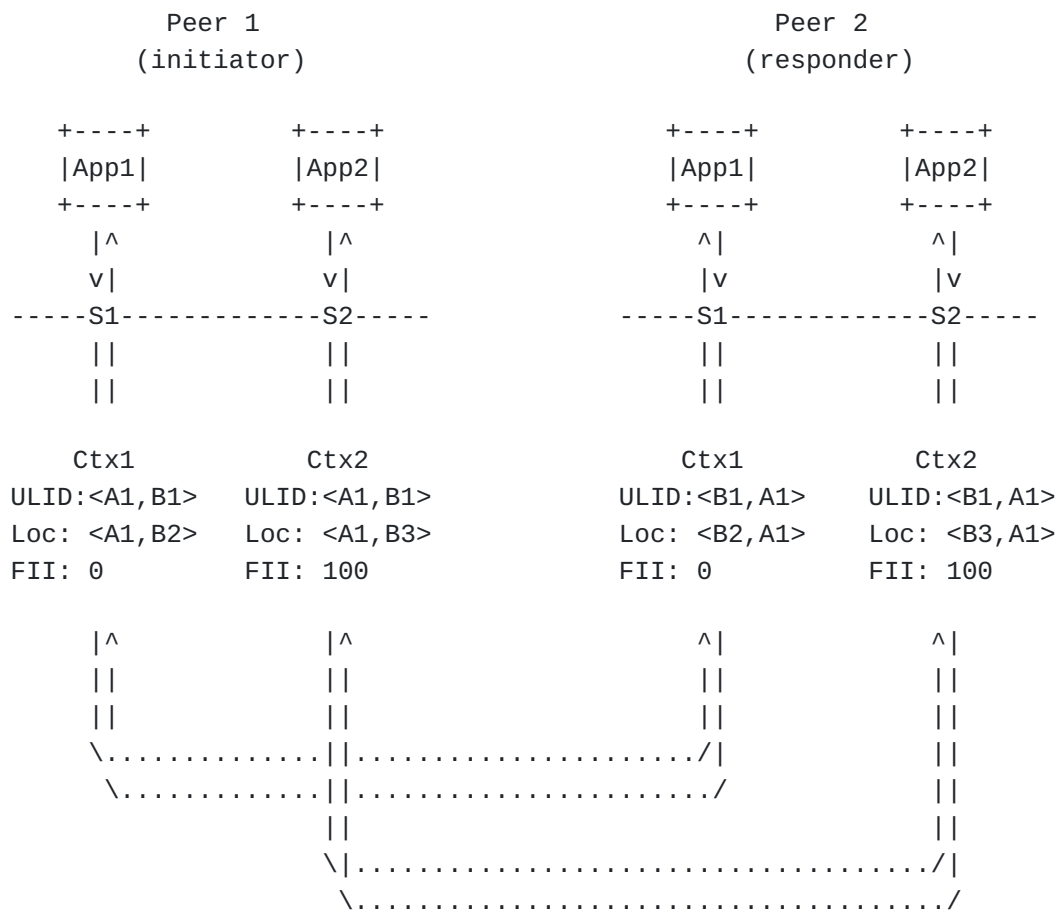 Peer 1                            Peer 2
        (initiator)                      (responder)

   +----+         +----+              +----+         +----+
   |App1|         |App2|              |App1|         |App2|
   +----+         +----+              +----+         +----+
     |^             |^                  ^|             ^|
     v|             v|                  |v             |v
-----S1-------------S2-----        -----S1-------------S2-----
     ||             ||                  ||             ||
     ||             ||                  ||             ||

    Ctx1           Ctx2                Ctx1           Ctx2
ULID:<A1,B1>   ULID:<A1,B1>        ULID:<B1,A1>   ULID:<B1,A1>
Loc: <A1,B2>   Loc: <A1,B3>        Loc: <B2,A1>   Loc: <B3,A1>
FII: 0         FII: 100            FII: 0         FII: 100

     |^             |^                  ^|             ^|
     ||             ||                  ||             ||
     ||             ||                  ||             ||
     \..............||....................../|             ||
      \.............||......................./             ||
                    ||                                 ||
                    \|...................................../|
                     \....................................../